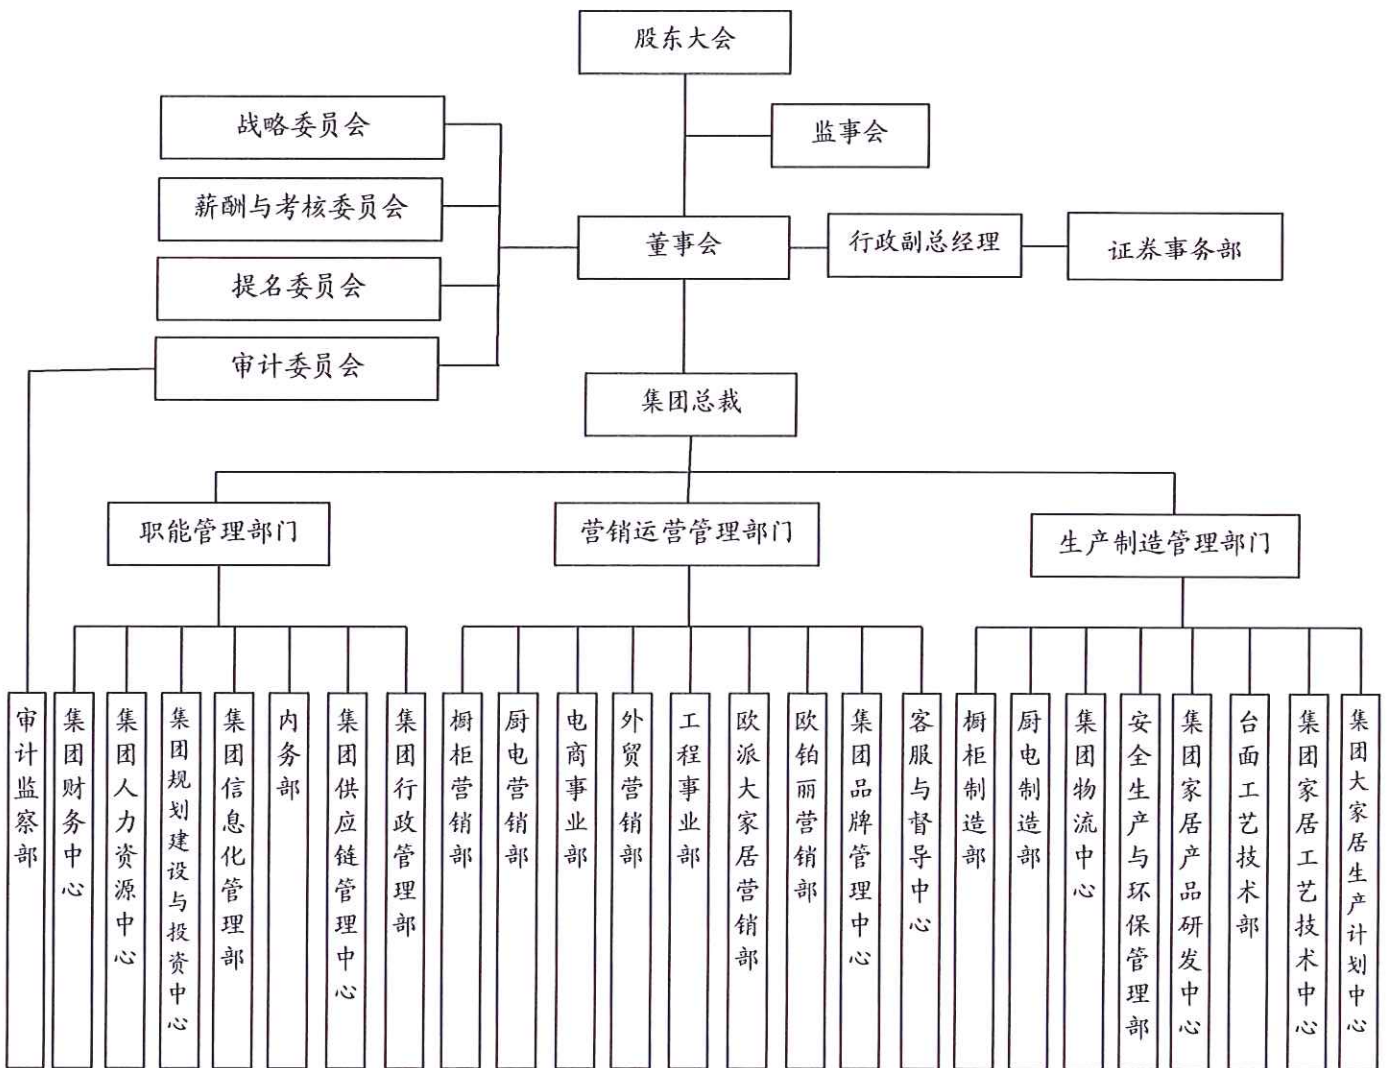 股东大会
战略委员会
监事会
薪酬与考核委员会
董事会
行政副总经理
证券事务部
提名委员会
审计委员会
集团总裁
职能管理部门
营销运营管理部门
生产制造管理部门
审计监察部
集团财务中心
集团人力资源中心
集团规划建设与投资中心
集团信息化管理部
内务部
集团供应链管理中心
集团行政管理部
橱柜营销部
厨电营销部
电商事业部
外贸营销部
工程事业部
欧派大家居营销部
欧铂丽营销部
集团品牌管理中心
客服与督导中心
橱柜制造部
厨电制造部
集团物流中心
安全生产与环保管理部
集团家居产品研发中心
台面工艺技术部
集团家居工艺技术中心
集团大家居生产计划中心